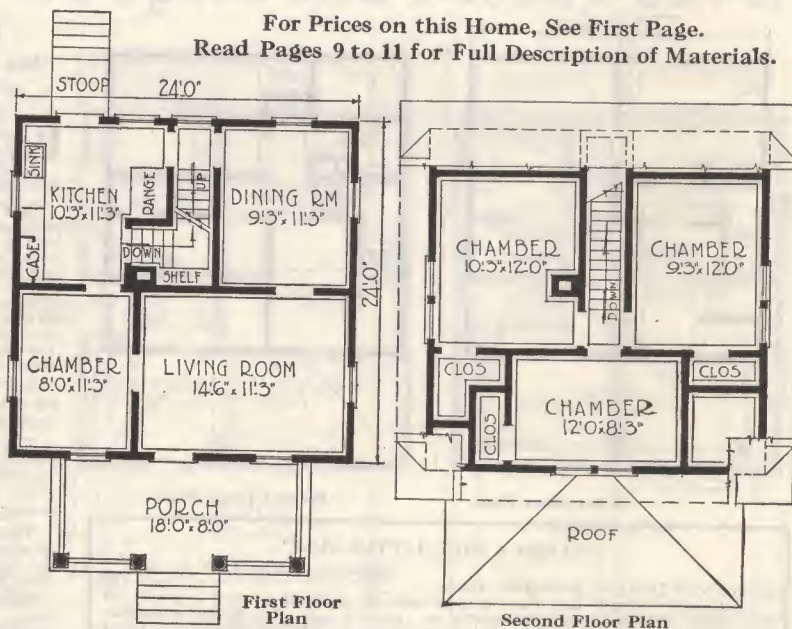 For Prices on this Home, See First Page.
Read Pages 9 to 11 for Full Description of Materials.
STOOP
24'0"
SINK
KITCHEN
10'3" x 11'3"
RANGE
UP
DINING RM
9'3" x 11'3"
CASE
DOWN
SHELF
24'0"
CHAMBER
8'0 x 11'3"
LIVING ROOM
14'6" x 11'3"
PORCH
18'0" x 8'0"
First Floor
Plan
CHAMBER
10'3" x 12'0"
CHAMBER
9'3" x 12'0"
DOWN
CLOS
CLOS
CLOS
CHAMBER
12'0 x 8'3"
ROOF
Second Floor Plan